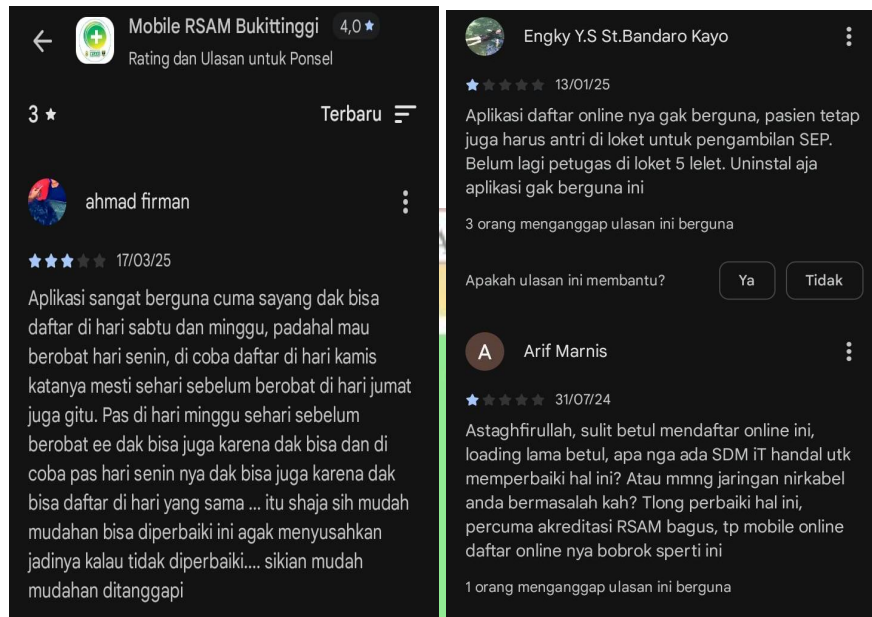 Mobile RSAM Bukittinggi 4,0 ★
Rating dan Ulasan untuk Ponsel
3 ★ Terbaru
ahmad firman
17/03/25
Aplikasi sangat berguna cuma sayang dak bisa
daftar di hari sabtu dan minggu, padahal mau
berobat hari senin, di coba daftar di hari kamis
katanya mesti sehari sebelum berobat di hari jumat
juga gitu. Pas di hari minggu sehari sebelum
berobat ee dak bisa juga karena dak bisa dan di
coba pas hari senin nya dak bisa juga karena dak
bisa daftar di hari yang sama ... itu shaja sih mudah
mudahan bisa diperbaiki ini agak menyusahkan
jadinya kalau tidak diperbaiki.... sikian mudah
mudahan ditanggapi
Engky Y.S St.Bandaro Kayo
13/01/25
Aplikasi daftar online nya gak berguna, pasien tetap
juga harus antri di loket untuk pengambilan SEP.
Belum lagi petugas di loket 5 lelet. Uninstal aja
aplikasi gak berguna ini
3 orang menganggap ulasan ini berguna
Apakah ulasan ini membantu? Ya Tidak
A Arif Marnis
31/07/24
Astaghfirullah, sulit betul mendaftar online ini,
loading lama betul, apa nga ada SDM iT handal utk
memperbaiki hal ini? Atau mmng jaringan nirkabel
anda bermasalah kah? Tlong perbaiki hal ini,
percuma akreditasi RSAM bagus, tp mobile online
daftar online nya bobrok sperti ini
1 orang menganggap ulasan ini berguna